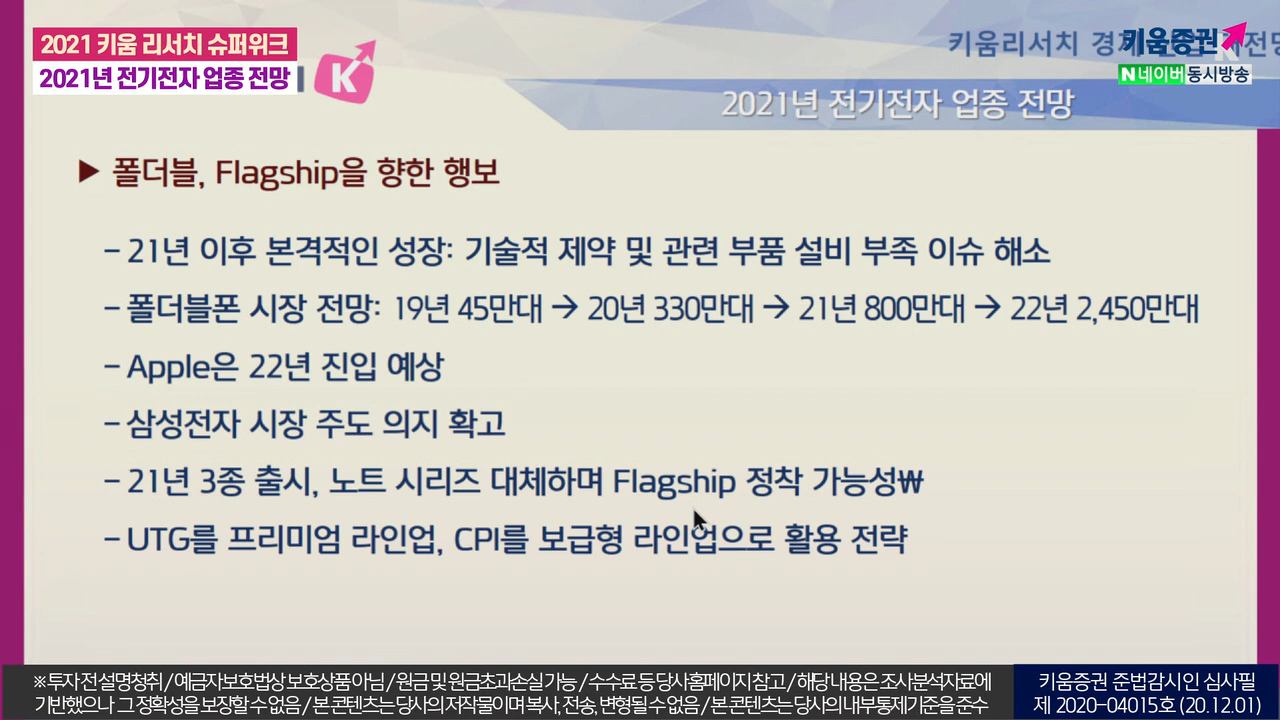 2021 키움 리서치 슈퍼위크
2021년 전기전자 업종 전망
K
키움리서치 경
키움증권
N 네이버 동시방송
2021년 전기전자 업종 전망
▶ 폴더블, Flagship을 향한 행보
– 21년 이후 본격적인 성장: 기술적 제약 및 관련 부품 설비 부족 이슈 해소
– 폴더블폰 시장 전망: 19년 45만대 → 20년 330만대 → 21년 800만대 → 22년 2,450만대
– Apple은 22년 진입 예상
– 삼성전자 시장 주도 의지 확고
– 21년 3종 출시, 노트 시리즈 대체하며 Flagship 정착 가능성₩
– UTG를 프리미엄 라인업, CPI를 보급형 라인업으로 활용 전략
※ 투자 전 설명청취 / 예금자보호법상 보호상품 아님 / 원금 및 원금초과손실 가능 / 수수료 등 당사홈페이지 참고 / 해당 내용은 조사분석자료에
기반했으나 그 정확성을 보장할 수 없음 / 본 콘텐츠는 당사의 저작물이며 복사, 전송, 변형될 수 없음 / 본 콘텐츠는 당사의 내부통제기준을 준수
키움증권 준법감시인 심사필
제 2020-04015호 (20.12.01)